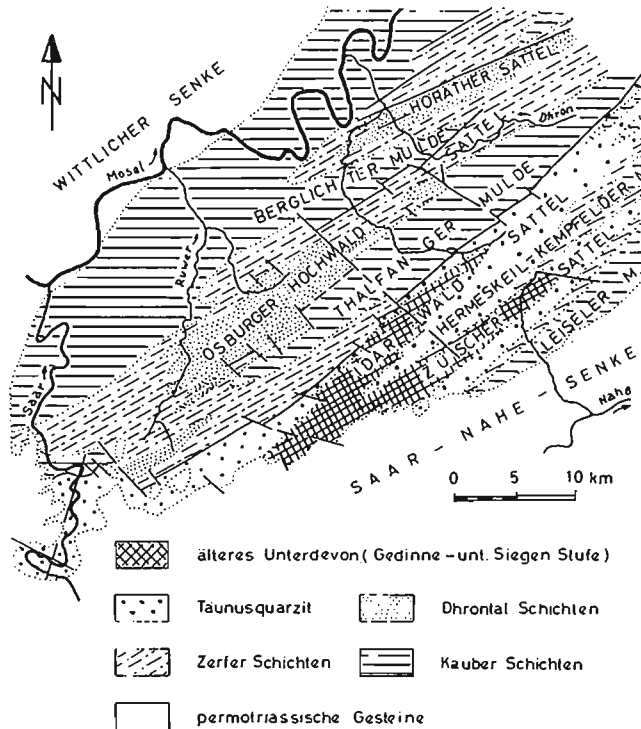 N
WITTLICHER SENKE
Mosel
HORATHER SATTEL
Dhron
BERGLICHTER MULDE
Ruwer
OSBURGER HOCHWALD SATTEL
THALFANGER MULDE
IDARWALD SATTEL
HERMESKEIL-KEMPFELDER-M
ZÜSCHER SATTEL
LEISELER M
Saar
Nahe
SAAR-NAHE-SENKE
0 5 10 km
älteres Unterdevon (Gedinne-unt. Siegen Stufe)
Taunusquarzit
Dhrontal Schichten
Zerfer Schichten
Kauber Schichten
permotriassische Gesteine